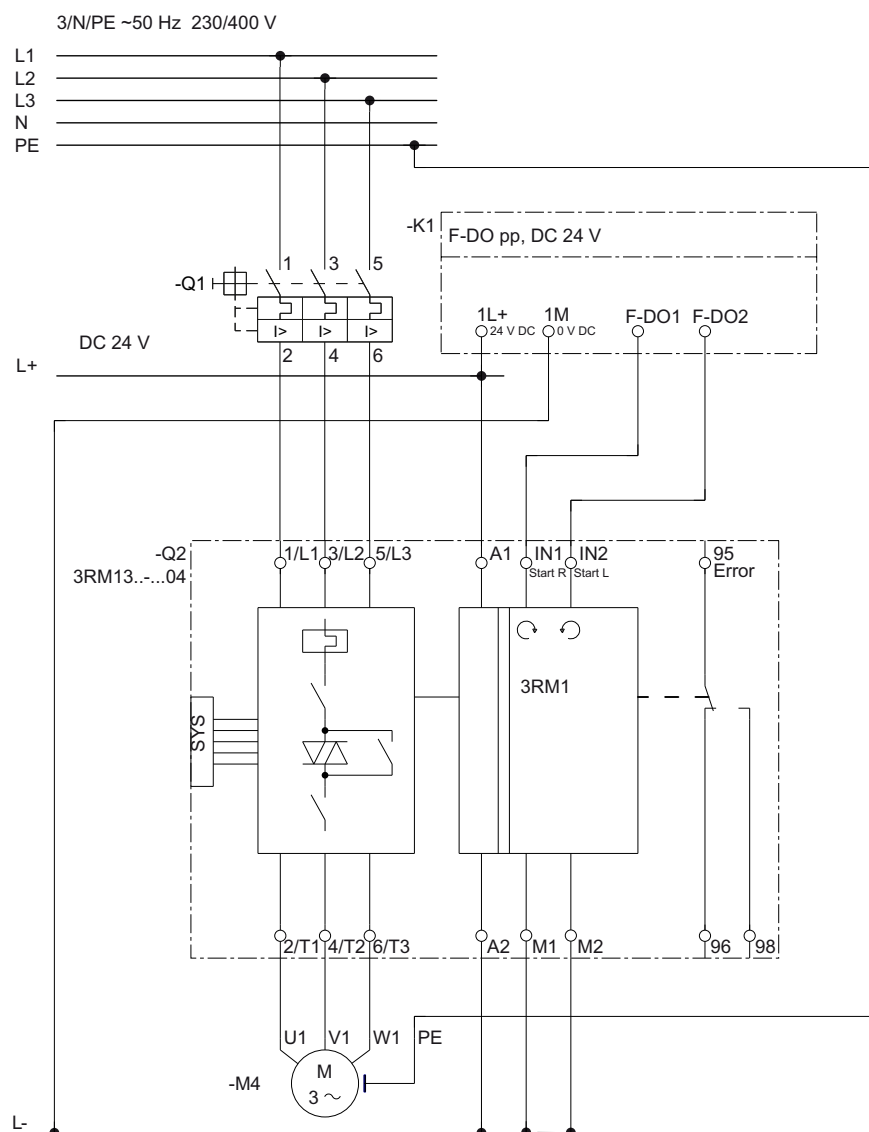 3/N/PE ~50 Hz 230/400 V
L1
L2
L3
N
PE
-K1
F-DO pp, DC 24 V
-Q1
1 3 5
I> I> I>
2 4 6
1L+ 1M F-DO1 F-DO2
24 V DC 0 V DC
DC 24 V
L+
-Q2
3RM13..-...04
1/L1 3/L2 5/L3 A1 IN1 IN2 95
Start R Start L Error
3RM1
SYS
2/T1 4/T2 6/T3 A2 M1 M2 96 98
U1 V1 W1 PE
-M4
M
3 ~
L-